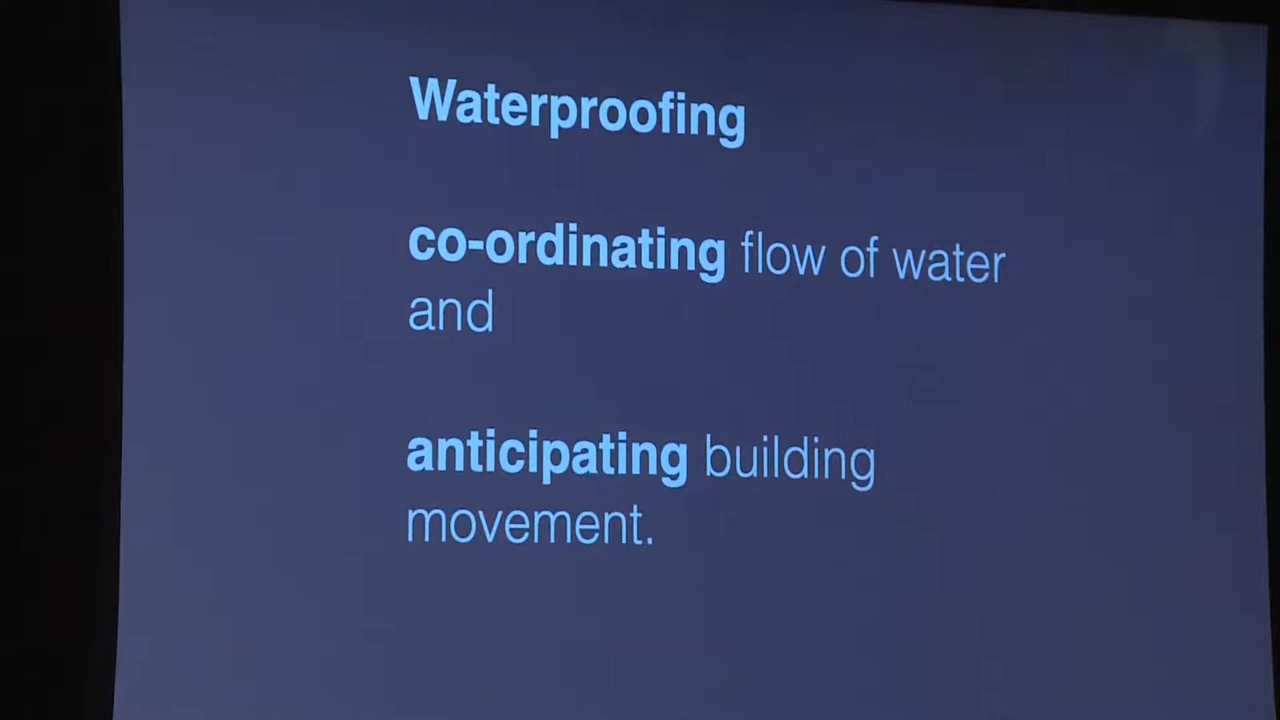 Waterproofing
co-ordinating flow of water
and
anticipating building
movement.